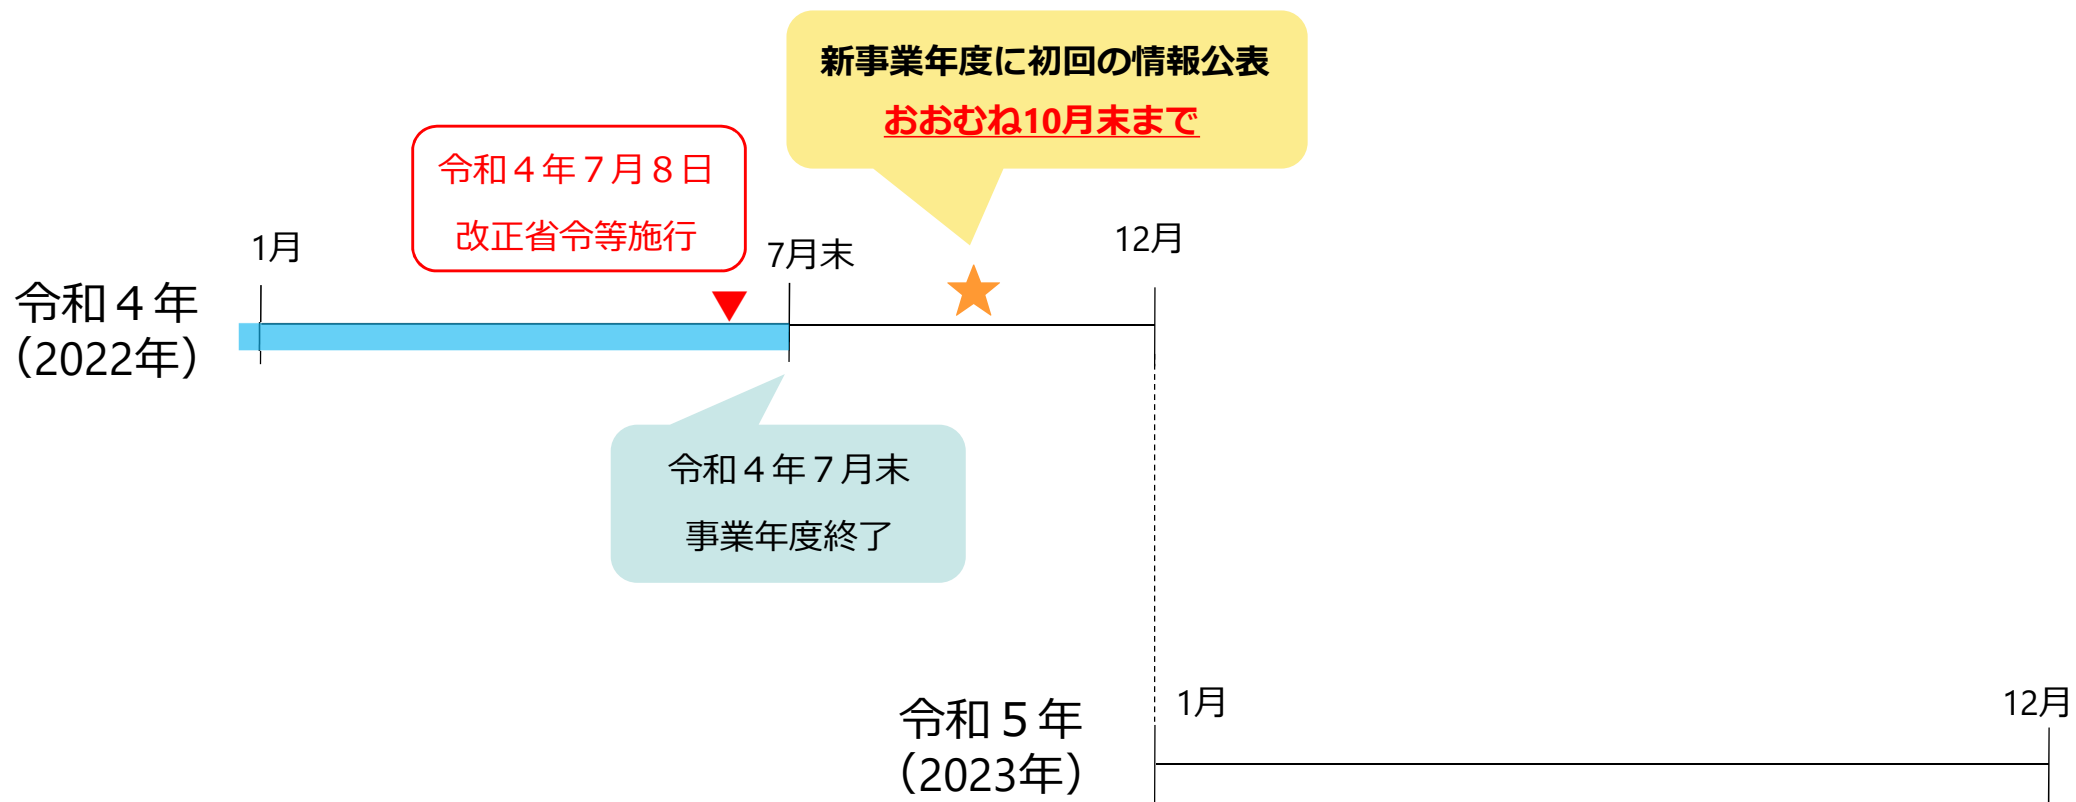 新事業年度に初回の情報公表
おおむね10月末まで
令和４年７月８日
改正省令等施行
1月
7月末
12月
令和４年
（2022年）
令和４年７月末
事業年度終了
令和５年
（2023年）
1月
12月